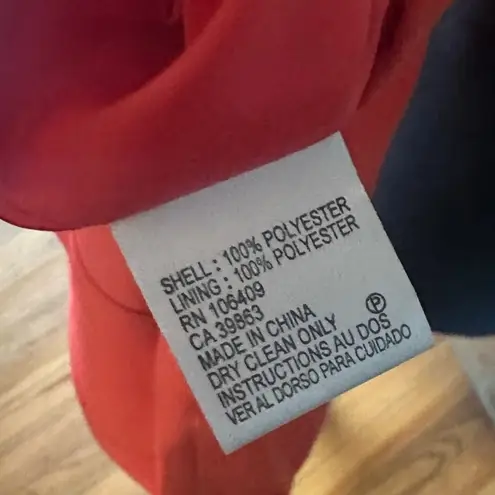 SHELL : 100% POLYESTER
LINING : 100% POLYESTER
RN 106409
CA 39863
MADE IN CHINA
DRY CLEAN ONLY Ⓟ
INSTRUCTIONS AU DOS
VER AL DORSO PARA CUIDADO